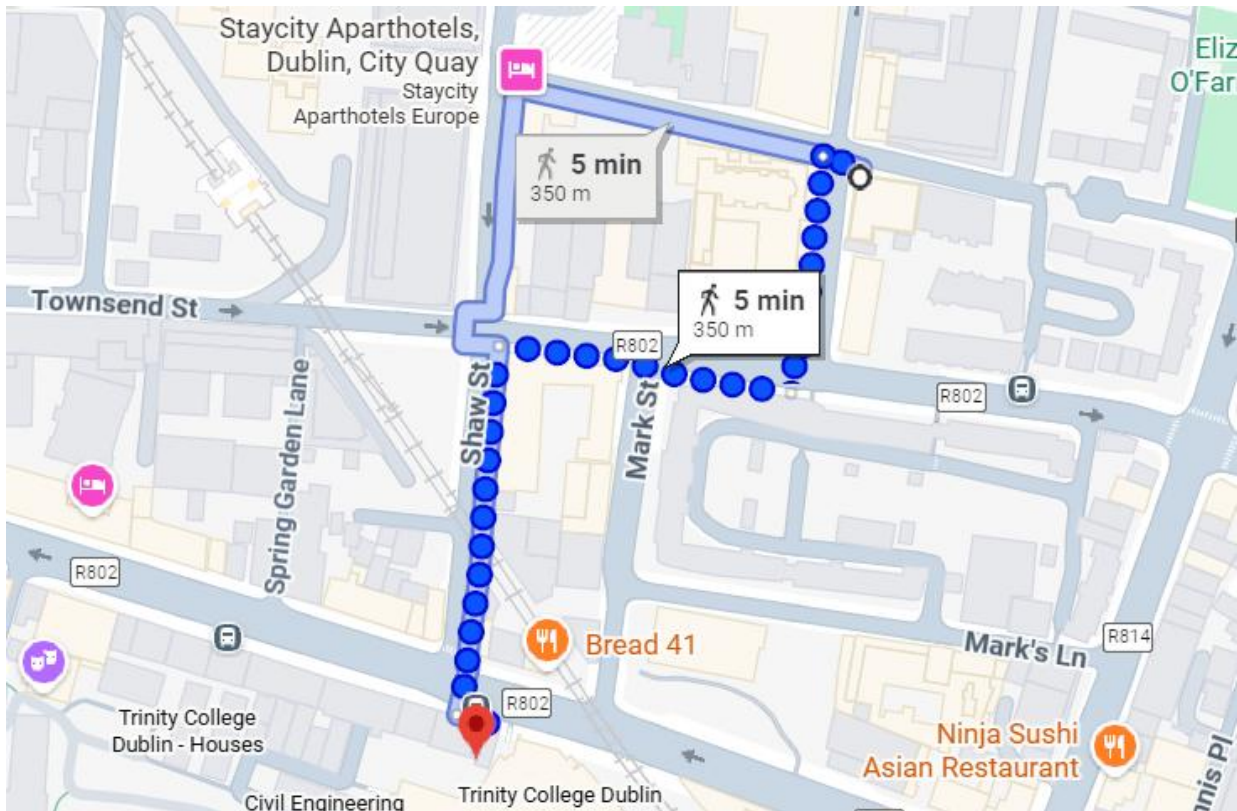 Staycity Aparthotels,
Dublin, City Quay
Staycity
Aparthotels Europe
Eliz
O'Far
5 min
350 m
5 min
350 m
Townsend St
R802
R802
Shaw St
Mark St
Spring Garden Lane
R802
Bread 41
Mark's Ln
R814
R802
Trinity College
Dublin - Houses
Ninja Sushi
Asian Restaurant
nnis Pl
Civil Engineering
Trinity College Dublin